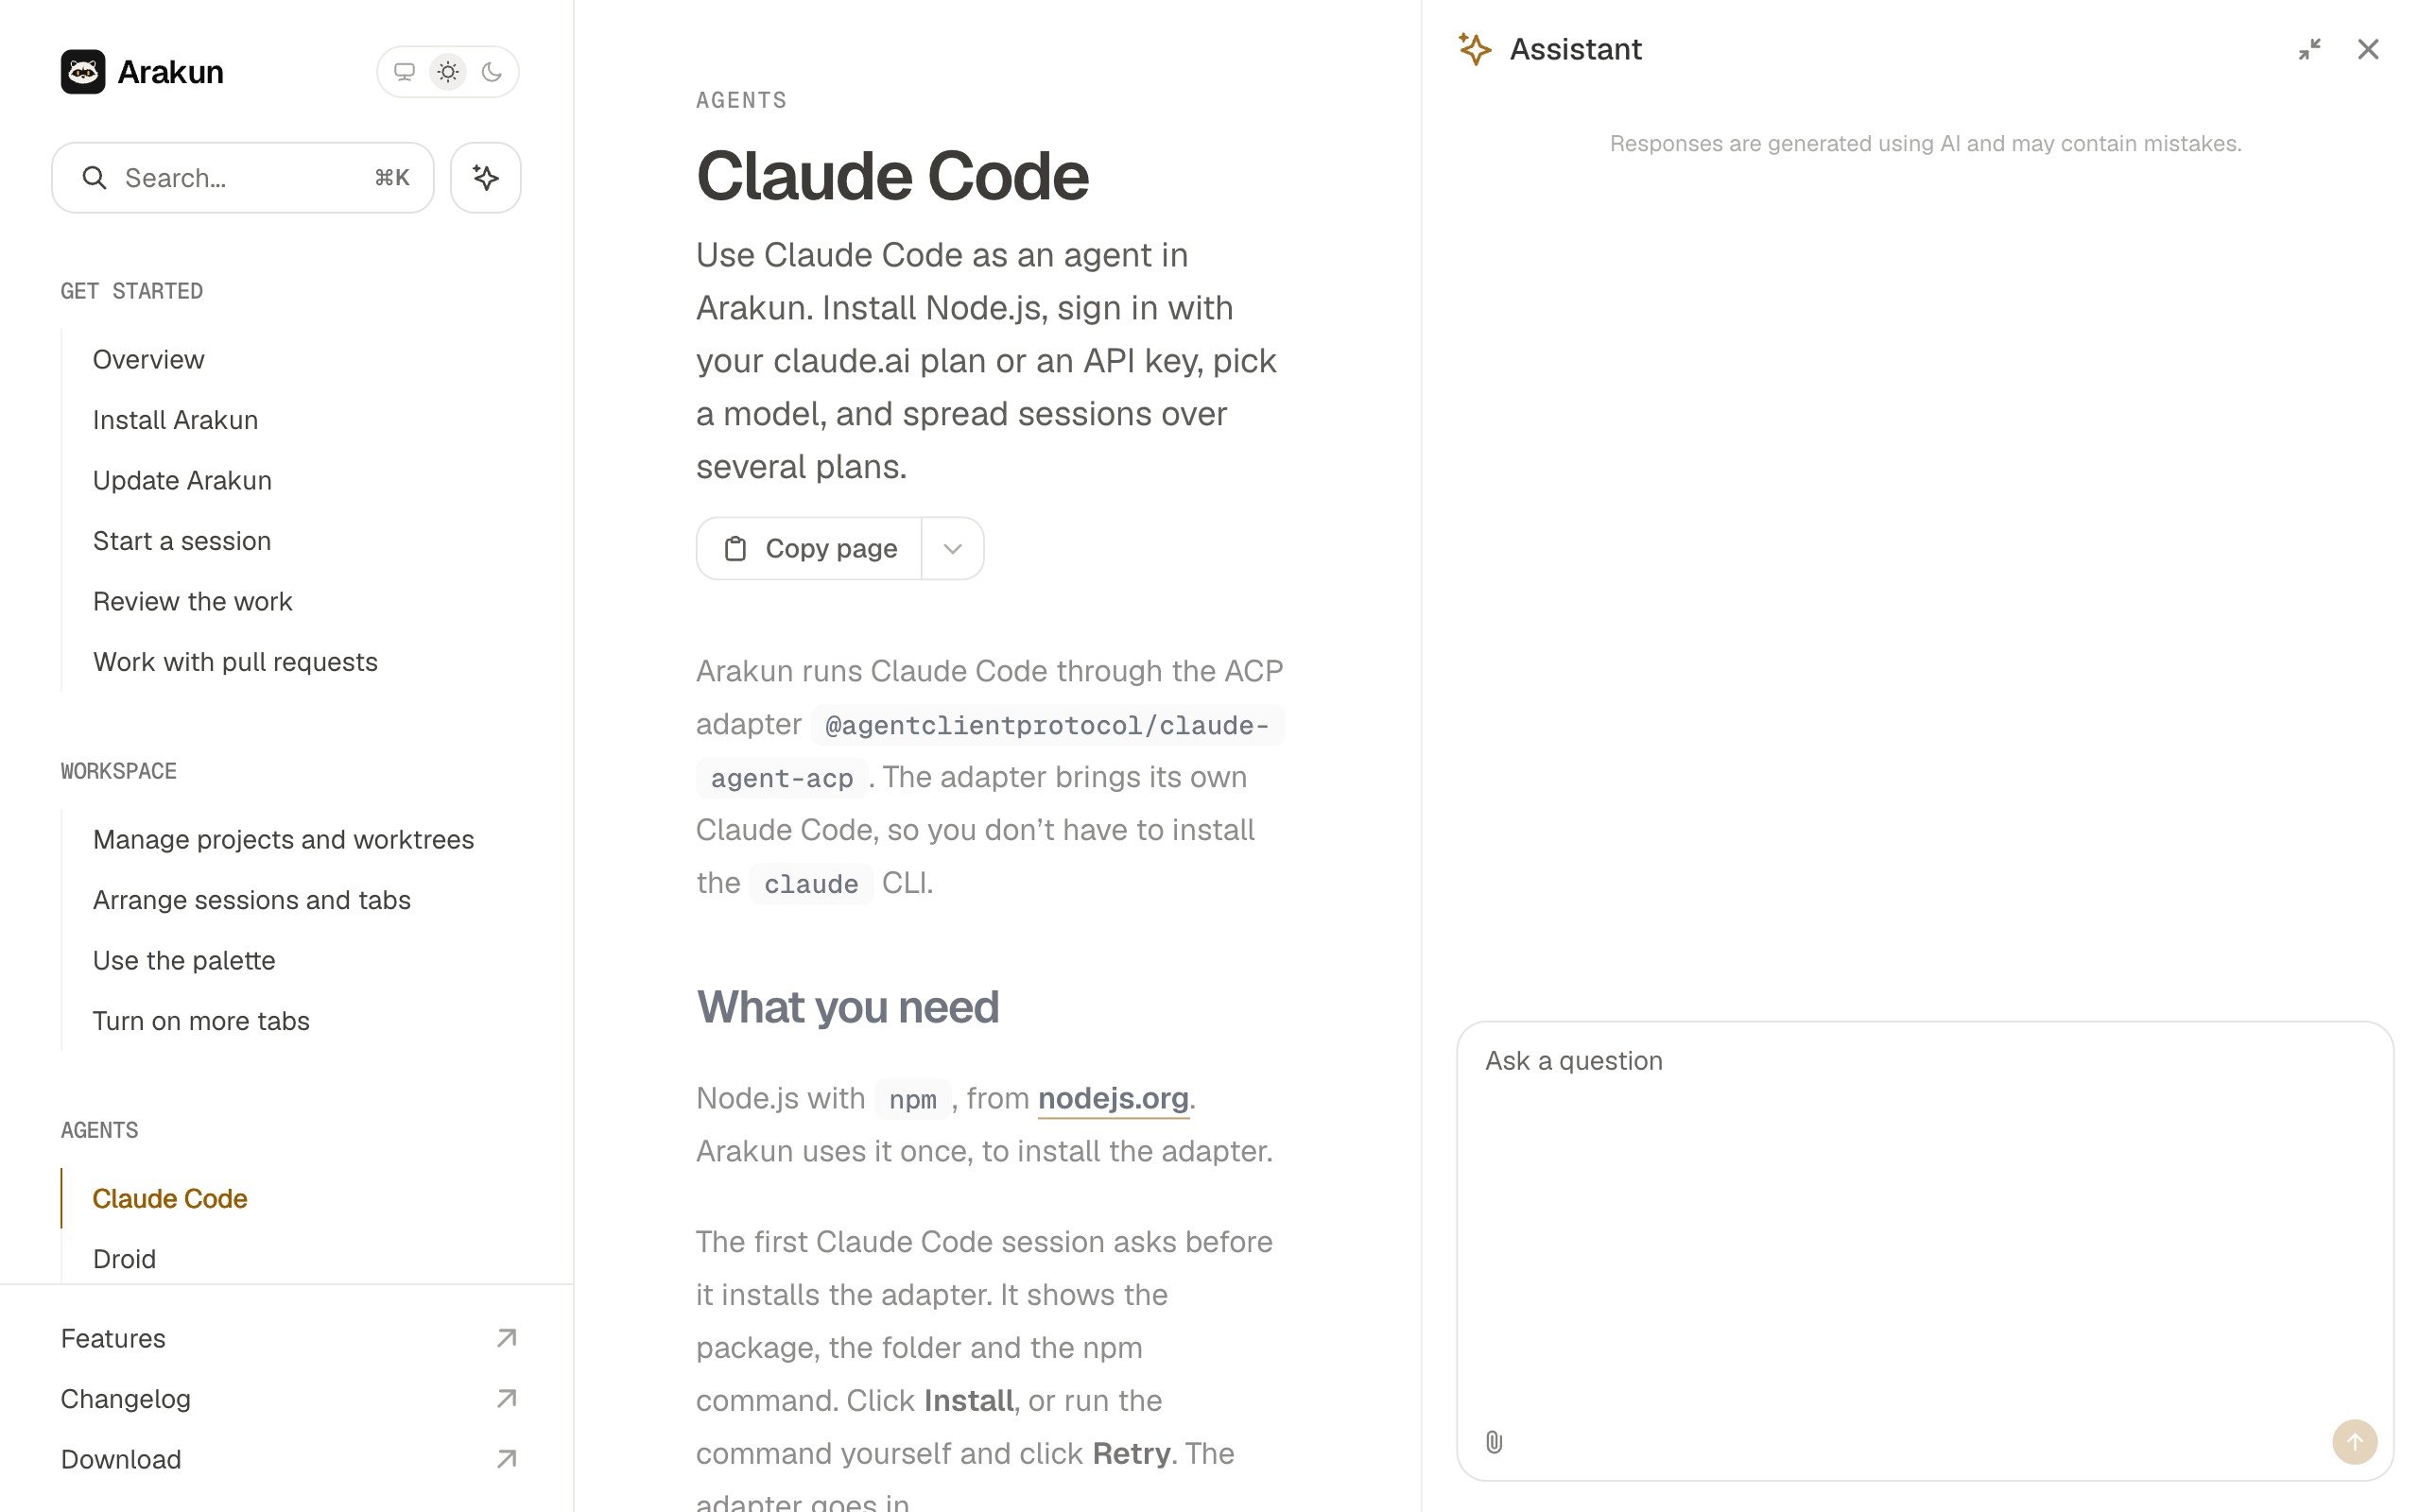 Arakun
Search...
⌘K
GET STARTED
Overview
Install Arakun
Update Arakun
Start a session
Review the work
Work with pull requests
WORKSPACE
Manage projects and worktrees
Arrange sessions and tabs
Use the palette
Turn on more tabs
AGENTS
Claude Code
Droid
Features
Changelog
Download
AGENTS
Claude Code
Use Claude Code as an agent in
Arakun. Install Node.js, sign in with
your claude.ai plan or an API key, pick
a model, and spread sessions over
several plans.
Copy page
Arakun runs Claude Code through the ACP
adapter @agentclientprotocol/claude-
agent-acp. The adapter brings its own
Claude Code, so you don’t have to install
the claude CLI.
What you need
Node.js with npm, from nodejs.org.
Arakun uses it once, to install the adapter.
The first Claude Code session asks before
it installs the adapter. It shows the
package, the folder and the npm
command. Click Install, or run the
command yourself and click Retry. The
adapter goes in
Assistant
Responses are generated using AI and may contain mistakes.
Ask a question